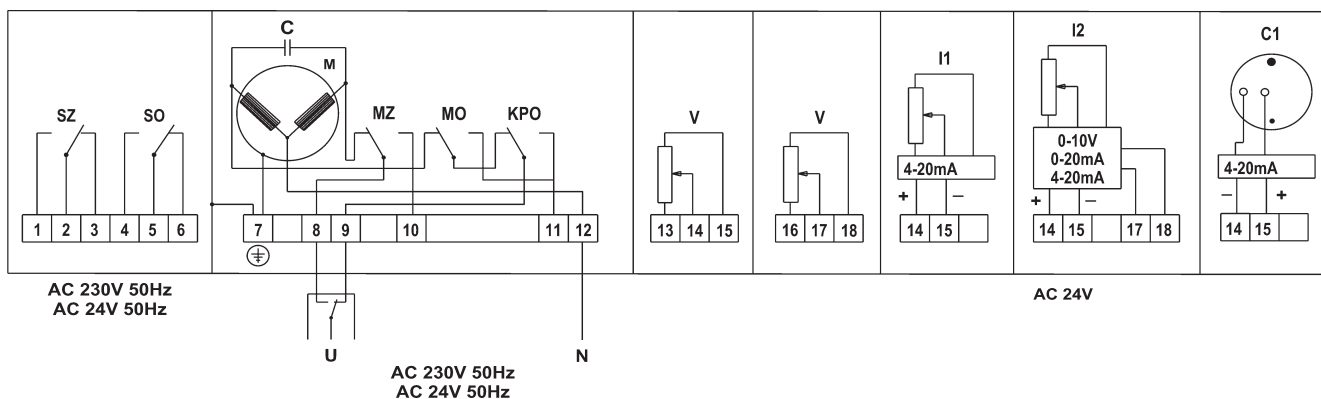 C
M
SZ
SO
MZ
MO
KPO
V
V
I1
I2
C1
0-10V
0-20mA
4-20mA
4-20mA
4-20mA
+ –
+ –
– +
1 2 3 4 5 6
7 8 9 10 11 12
13 14 15
16 17 18
14 15
14 15 17 18
14 15
AC 230V 50Hz
AC 24V 50Hz
AC 24V
U
N
AC 230V 50Hz
AC 24V 50Hz